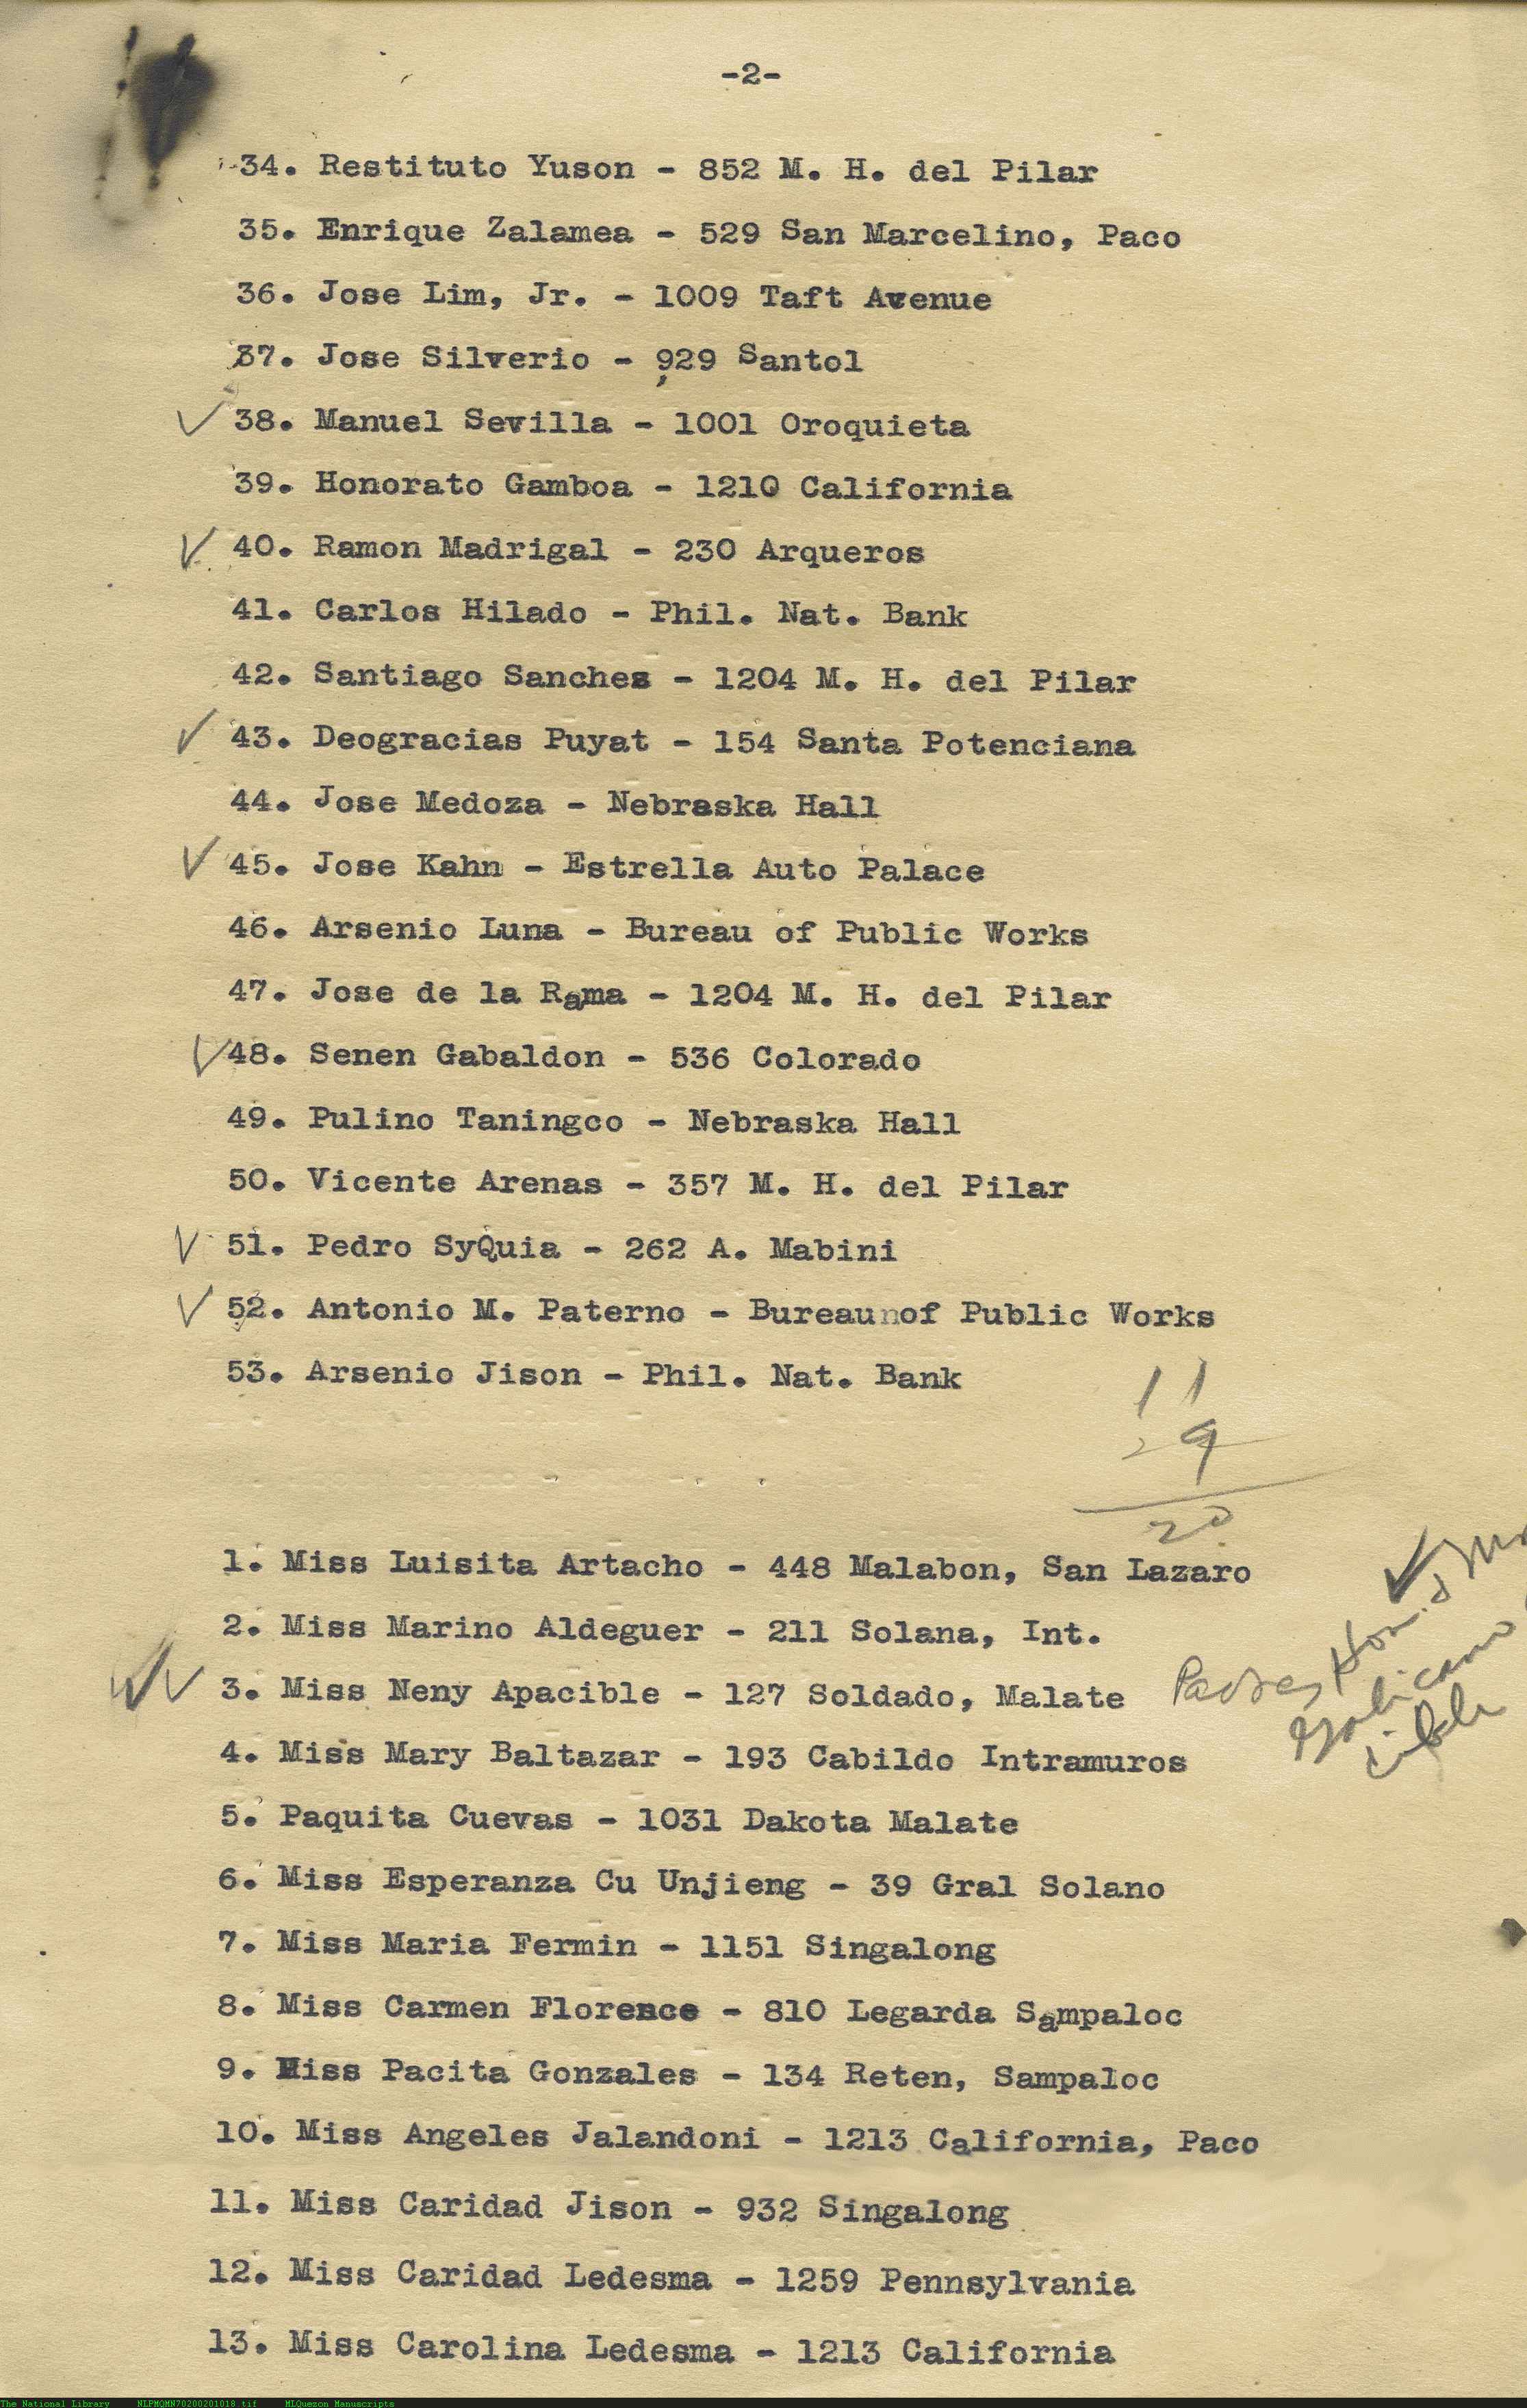 -2-
34. Restituto Yuson - 852 M. H. del Pilar
35. Enrique Zalamea - 529 San Marcelino, Paco
36. Jose Lim, Jr. - 1009 Taft Avenue
37. Jose Silverio - 929 Santol
✓ 38. Manuel Sevilla - 1001 Oroquieta
39. Honorato Gamboa - 1210 California
✓ 40. Ramon Madrigal - 230 Arqueros
41. Carlos Hilado - Phil. Nat. Bank
42. Santiago Sanches - 1204 M. H. del Pilar
✓ 43. Deogracias Puyat - 154 Santa Potenciana
44. Jose Medoza - Nebraska Hall
✓ 45. Jose Kahn - Estrella Auto Palace
46. Arsenio Luna - Bureau of Public Works
47. Jose de la Rama - 1204 M. H. del Pilar
✓ 48. Senen Gabaldon - 536 Colorado
49. Pulino Taningco - Nebraska Hall
50. Vicente Arenas - 357 M. H. del Pilar
✓ 51. Pedro SyQuia - 262 A. Mabini
✓ 52. Antonio M. Paterno - Bureaunof Public Works
53. Arsenio Jison - Phil. Nat. Bank
11
9
20
1. Miss Luisita Artacho - 448 Malabon, San Lazaro
2. Miss Marino Aldeguer - 211 Solana, Int.
✓✓ 3. Miss Neny Apacible - 127 Soldado, Malate
4. Miss Mary Baltazar - 193 Cabildo Intramuros
5. Paquita Cuevas - 1031 Dakota Malate
6. Miss Esperanza Cu Unjieng - 39 Gral Solano
7. Miss Maria Fermin - 1151 Singalong
8. Miss Carmen Florence - 810 Legarda Sampaloc
9. Miss Pacita Gonzales - 134 Reten, Sampaloc
10. Miss Angeles Jalandoni - 1213 California, Paco
11. Miss Caridad Jison - 932 Singalong
12. Miss Caridad Ledesma - 1259 Pennsylvania
13. Miss Carolina Ledesma - 1213 California
The National Library NLPMQMN70200201018.tif MLQuezon Manuscripts